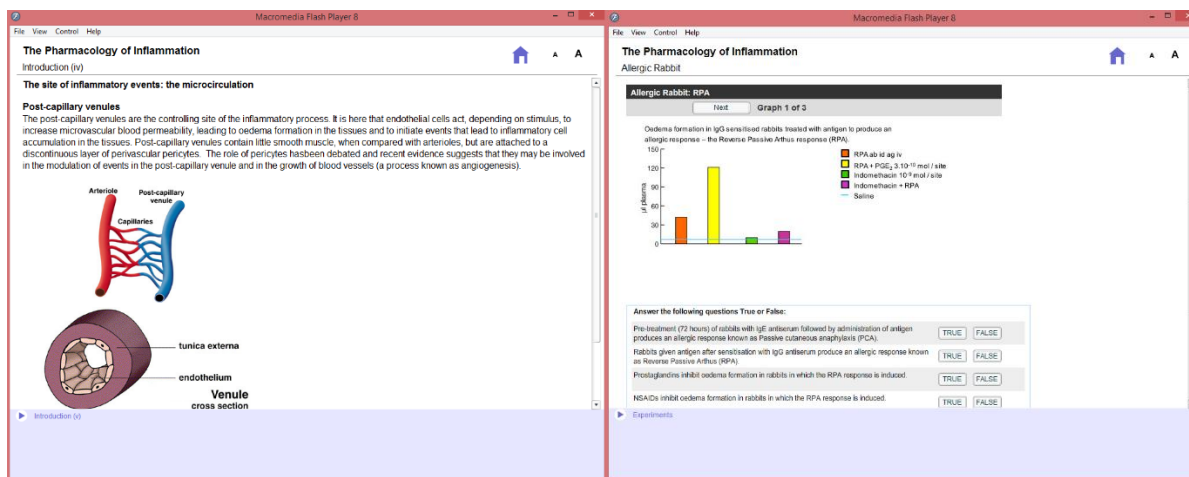 Macromedia Flash Player 8
File View Control Help
The Pharmacology of Inflammation
A A
Introduction (iv)
The site of inflammatory events: the microcirculation
Post-capillary venules
The post-capillary venules are the controlling site of the inflammatory process. It is here that endothelial cells act, depending on stimulus, to
increase microvascular blood permeability, leading to oedema formation in the tissues and to initiate events that lead to inflammatory cell
accumulation in the tissues. Post-capillary venules contain little smooth muscle, when compared with arterioles, but are attached to a
discontinuous layer of perivascular pericytes. The role of pericytes hasbeen debated and recent evidence suggests that they may be involved
in the modulation of events in the post-capillary venule and in the growth of blood vessels (a process known as angiogenesis).
Arteriole
Post-capillary
venule
Capillaries
tunica externa
endothelium
Venule
cross section
Introduction (v)
Macromedia Flash Player 8
File View Control Help
The Pharmacology of Inflammation
A A
Allergic Rabbit
Allergic Rabbit: RPA
Next Graph 1 of 3
Oedema formation in IgG sensitised rabbits treated with antigen to produce an
allergic response – the Reverse Passive Arthus response (RPA).
150
120
90
60
30
0
µl plasma
RPA ab id ag iv
RPA + PGE₂ 3.10⁻¹⁰ mol / site
Indomethacin 10⁻⁸ mol / site
Indomethacin + RPA
Saline
Answer the following questions True or False:
Pre-treatment (72 hours) of rabbits with IgE antiserum followed by administration of antigen
produces an allergic response known as Passive cutaneous anaphylaxis (PCA).
TRUE FALSE
Rabbits given antigen after sensitisation with IgG antiserum produce an allergic response known
as Reverse Passive Arthus (RPA).
TRUE FALSE
Prostaglandins inhibit oedema formation in rabbits in which the RPA response is induced.
TRUE FALSE
NSAIDs inhibit oedema formation in rabbits in which the RPA response is induced.
TRUE FALSE
Experiments